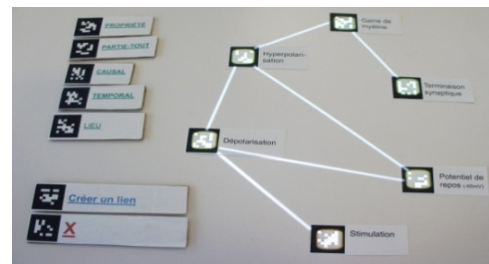 PROPRIÉTÉ
PARTIE-TOUT
CAUSAL
TEMPORAL
LIEU
Créer un lien
X
Gaine de
myéline
Hyperpolari-
sation
Terminaison
synaptique
Dépolarisation
Potentiel de
repos
Stimulation